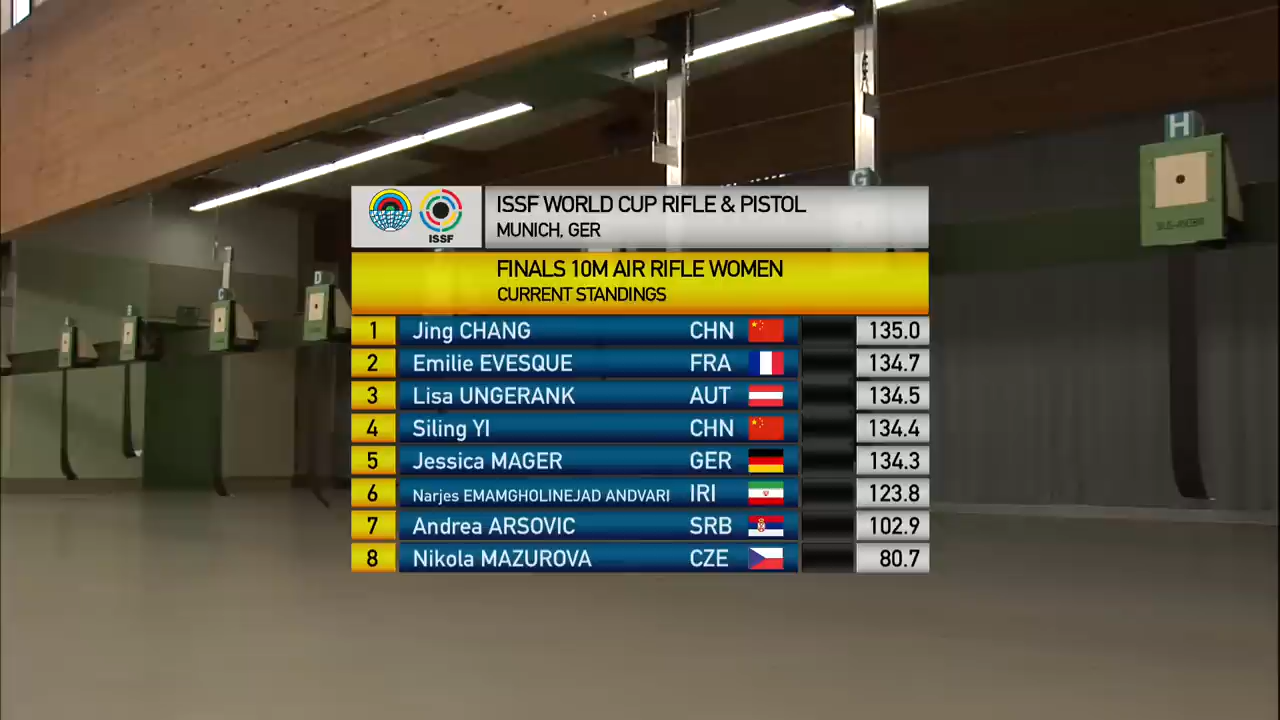 ISSF
ISSF WORLD CUP RIFLE & PISTOL
MUNICH, GER
FINALS 10M AIR RIFLE WOMEN
CURRENT STANDINGS
1 Jing CHANG CHN 135.0
2 Emilie EVESQUE FRA 134.7
3 Lisa UNGERANK AUT 134.5
4 Siling YI CHN 134.4
5 Jessica MAGER GER 134.3
6 Narjes EMAMGHOLINEJAD ANDVARI IRI 123.8
7 Andrea ARSOVIC SRB 102.9
8 Nikola MAZUROVA CZE 80.7
H
G
D
C